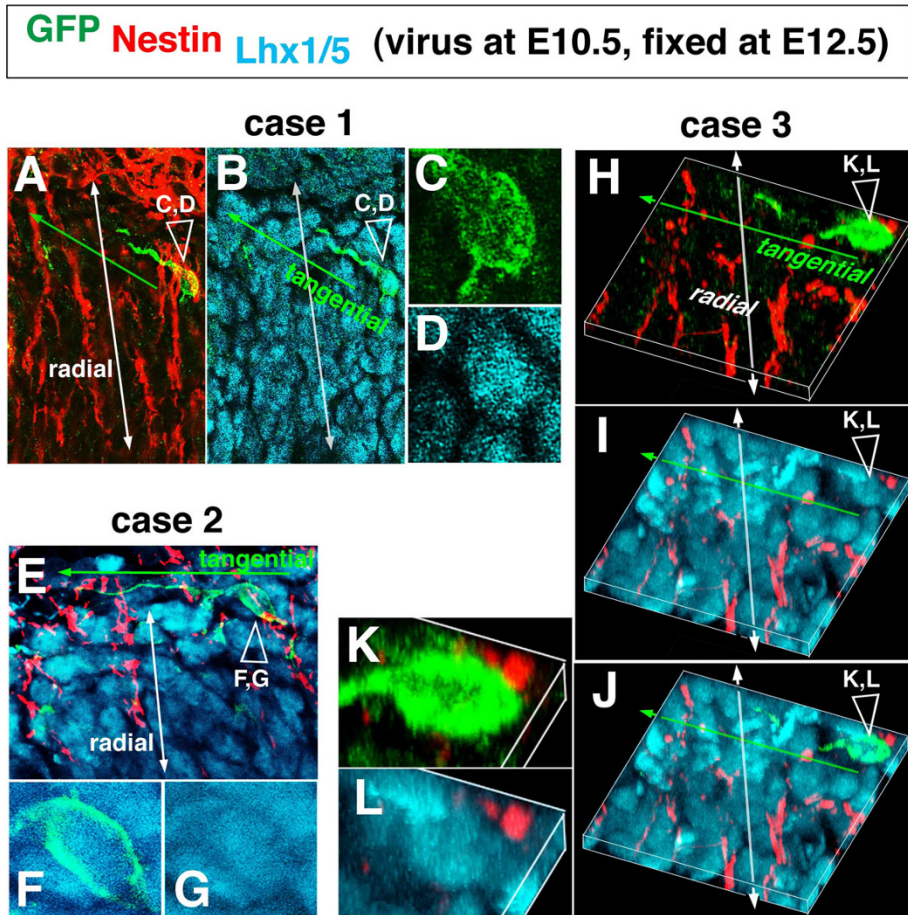 GFP Nestin Lhx1/5 (virus at E10.5, fixed at E12.5)
case 1
case 3
A
C,D
radial
B
C,D
tangential
C
D
H
K,L
tangential
radial
I
K,L
J
K,L
case 2
E
tangential
F,G
radial
F
G
K
L